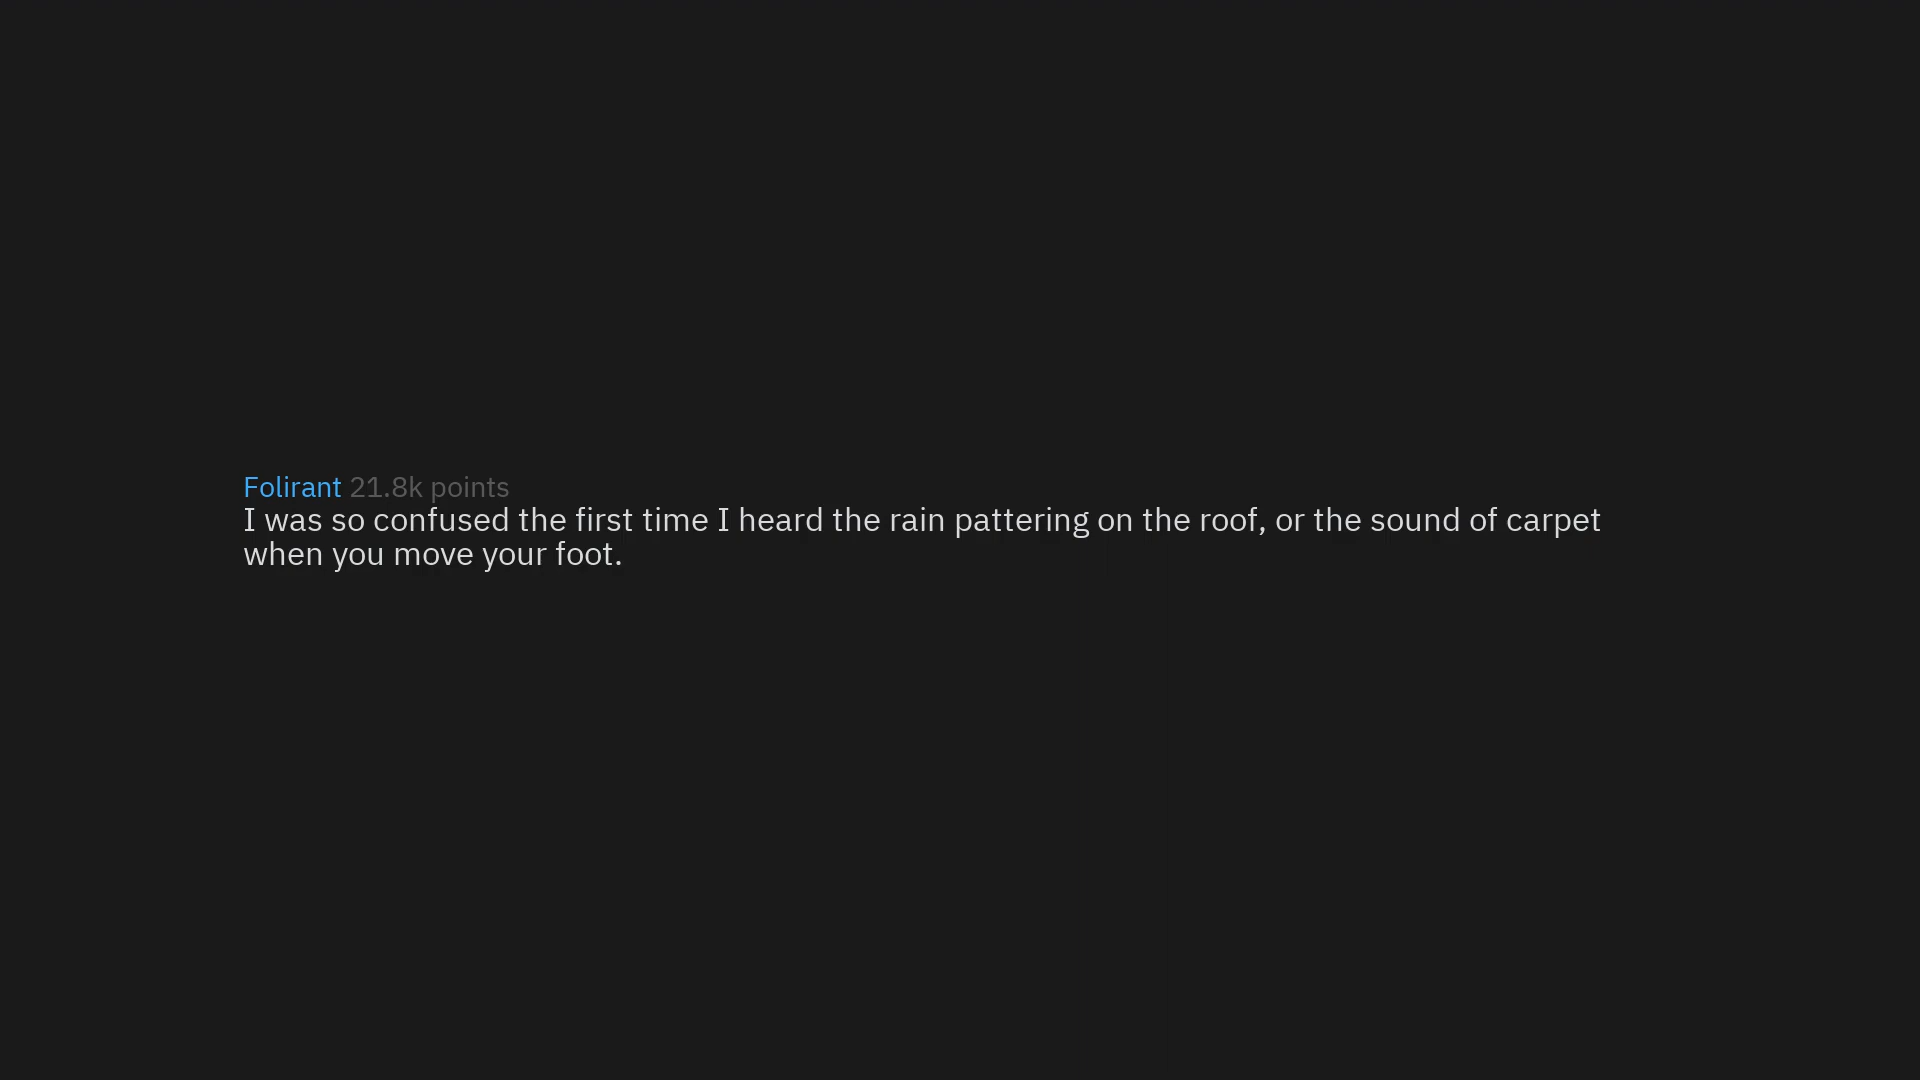 Folirant 21.8k points
I was so confused the first time I heard the rain pattering on the roof, or the sound of carpet
when you move your foot.